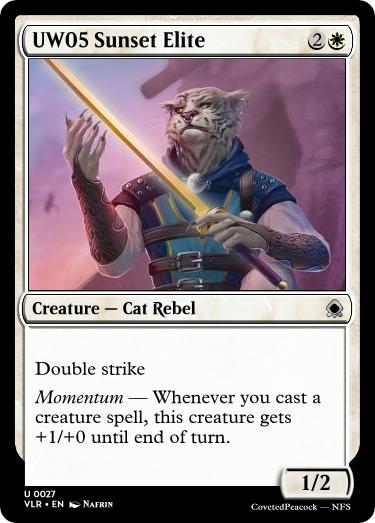 UW05 Sunset Elite
2
Creature — Cat Rebel
Double strike
Momentum — Whenever you cast a
creature spell, this creature gets
+1/+0 until end of turn.
1/2
U 0027
VLR • EN Nafrin
CovetedPeacock — NFS